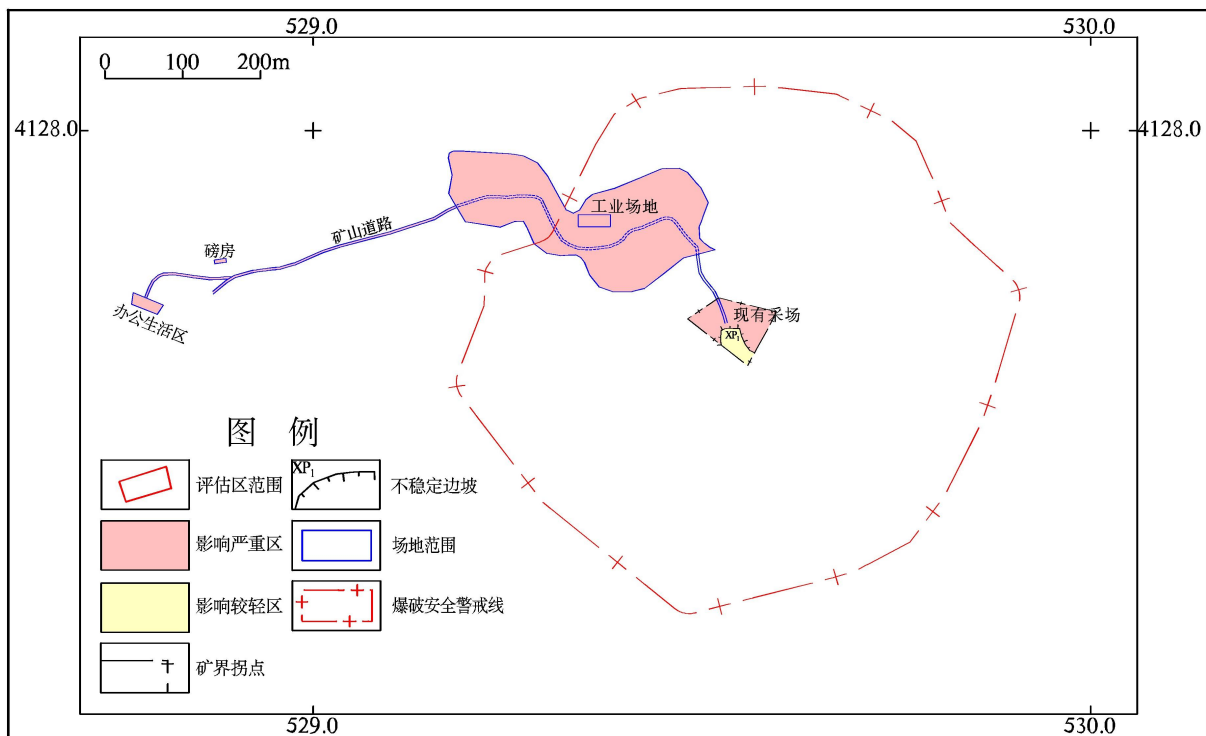 529.0 530.0
0 100 200m
4128.0 4128.0
工业场地
矿山道路
磅房
办公生活区
现有采场
XP1
图 例
XP1
评估区范围 不稳定边坡
影响严重区 场地范围
影响较轻区 爆破安全警戒线
矿界拐点
529.0 530.0